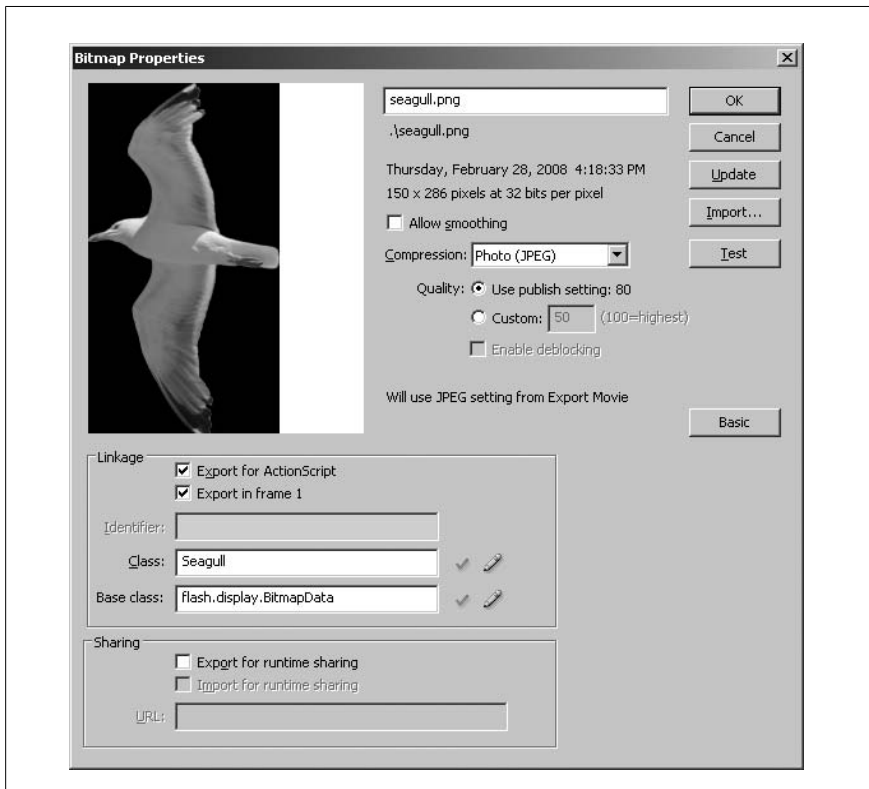 Bitmap Properties
seagull.png
OK
.\seagull.png
Cancel
Thursday, February 28, 2008 4:18:33 PM
Update
150 x 286 pixels at 32 bits per pixel
Import...
Allow smoothing
Compression: Photo (JPEG)
Test
Quality: Use publish setting: 80
Custom: 50 (100=highest)
Enable deblocking
Will use JPEG setting from Export Movie
Basic
Linkage
Export for ActionScript
Export in frame 1
Identifier:
Class: Seagull
Base class: flash.display.BitmapData
Sharing
Export for runtime sharing
Import for runtime sharing
URL: